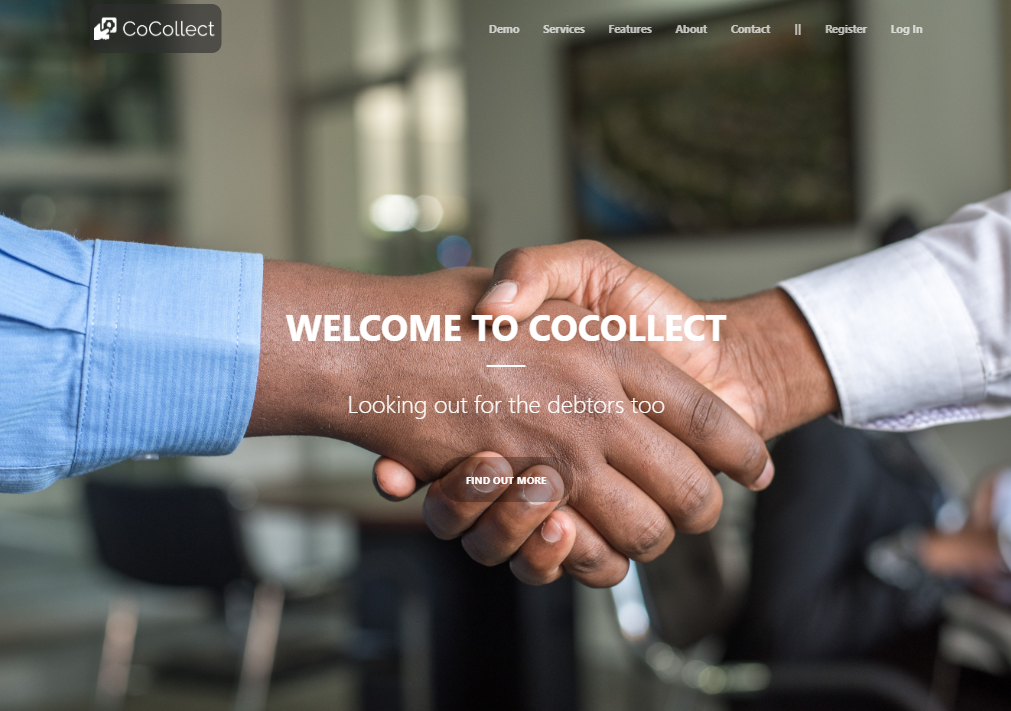 CoCollect
Demo Services Features About Contact || Register Log In
WELCOME TO COCOLLECT
Looking out for the debtors too
FIND OUT MORE